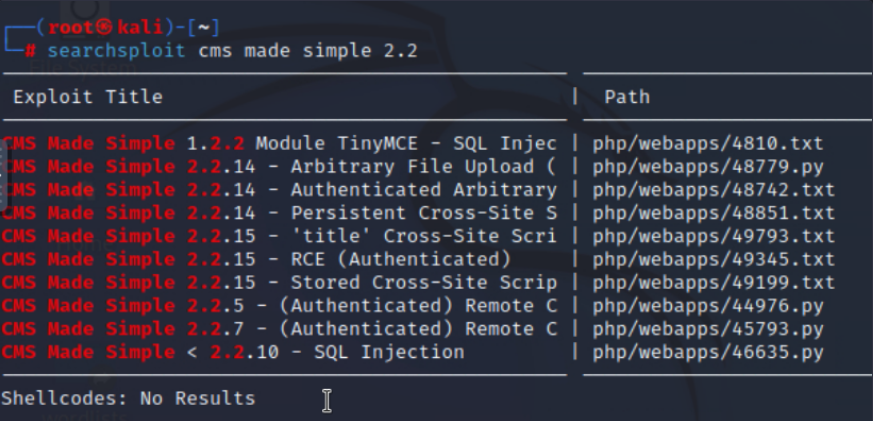 (root㉿kali)-[~]
# searchsploit cms made simple 2.2
Exploit Title | Path
CMS Made Simple 1.2.2 Module TinyMCE - SQL Injec | php/webapps/4810.txt
CMS Made Simple 2.2.14 - Arbitrary File Upload ( | php/webapps/48779.py
CMS Made Simple 2.2.14 - Authenticated Arbitrary | php/webapps/48742.txt
CMS Made Simple 2.2.14 - Persistent Cross-Site S | php/webapps/48851.txt
CMS Made Simple 2.2.15 - 'title' Cross-Site Scri | php/webapps/49793.txt
CMS Made Simple 2.2.15 - RCE (Authenticated) | php/webapps/49345.txt
CMS Made Simple 2.2.15 - Stored Cross-Site Scrip | php/webapps/49199.txt
CMS Made Simple 2.2.5 - (Authenticated) Remote C | php/webapps/44976.py
CMS Made Simple 2.2.7 - (Authenticated) Remote C | php/webapps/45793.py
CMS Made Simple < 2.2.10 - SQL Injection | php/webapps/46635.py
Shellcodes: No Results